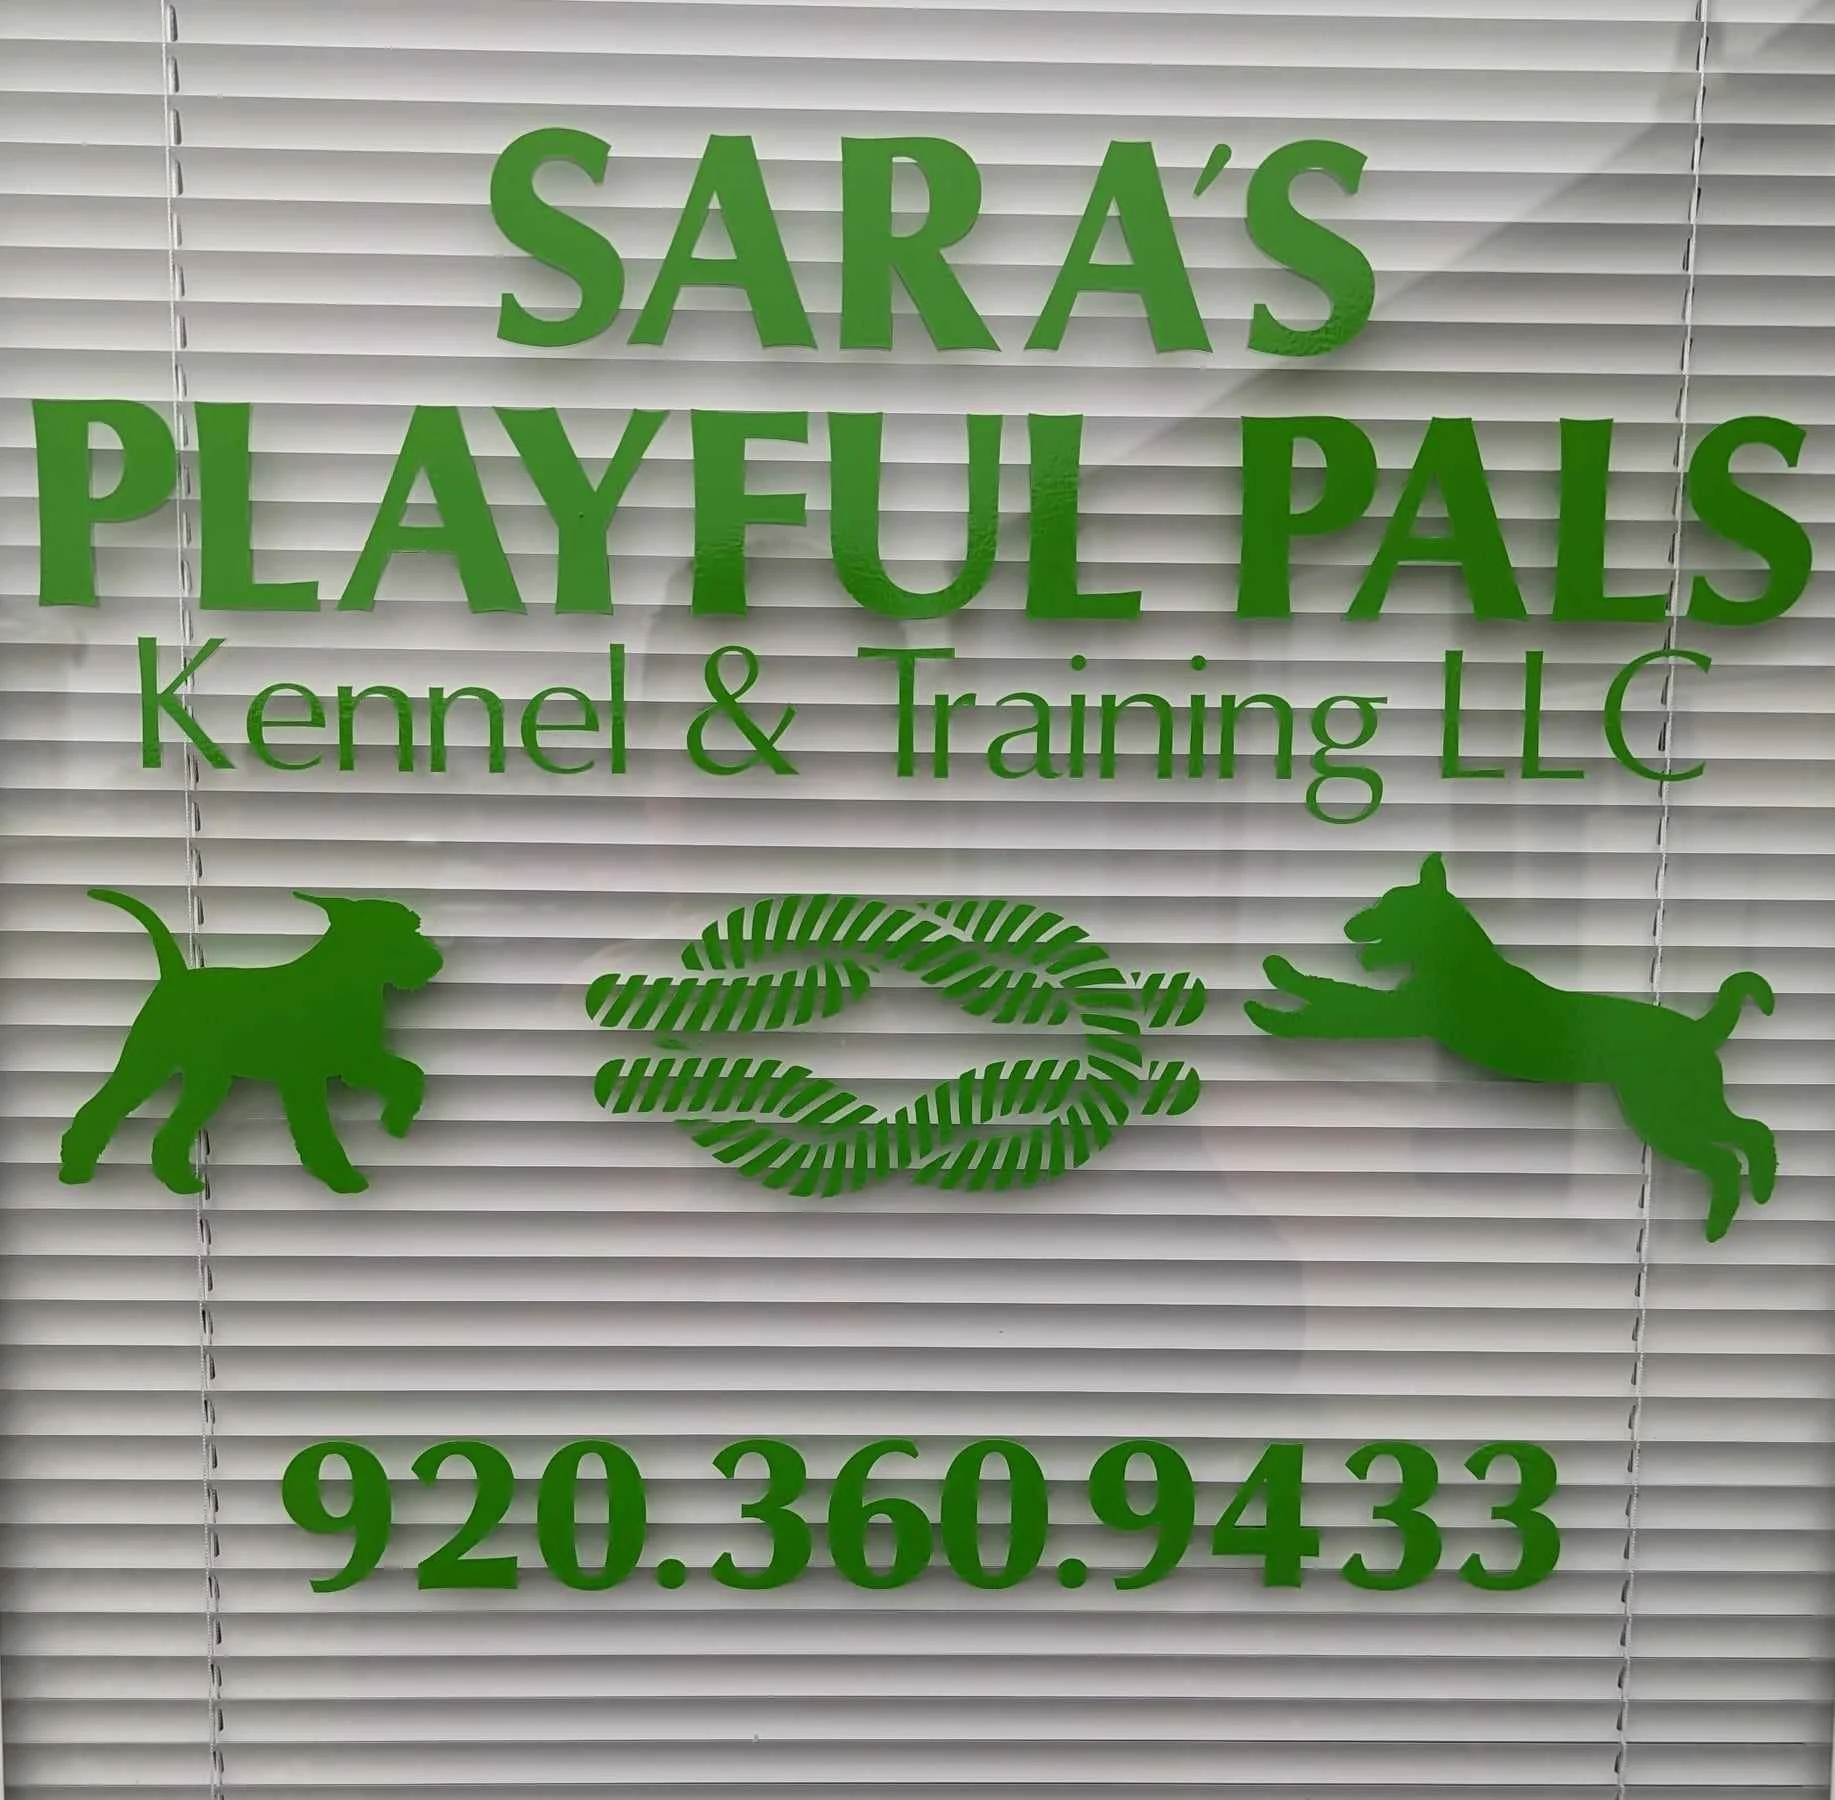 SARA'S
PLAYFUL PALS
Kennel & Training LLC
920.360.9433